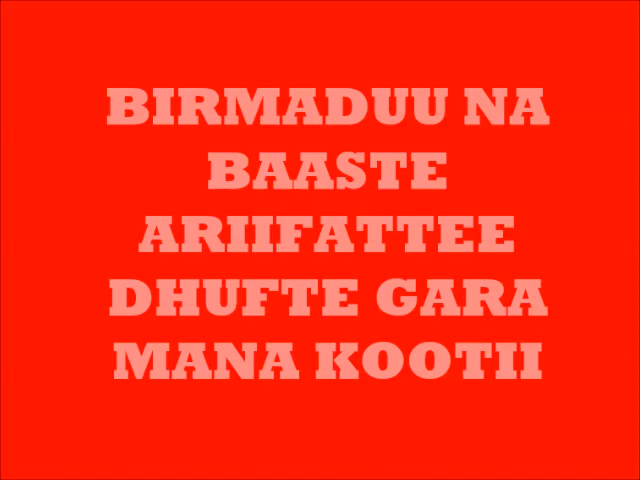 BIRMADUU NA
BAASTE
ARIIFATTEE
DHUFTE GARA
MANA KOOTII